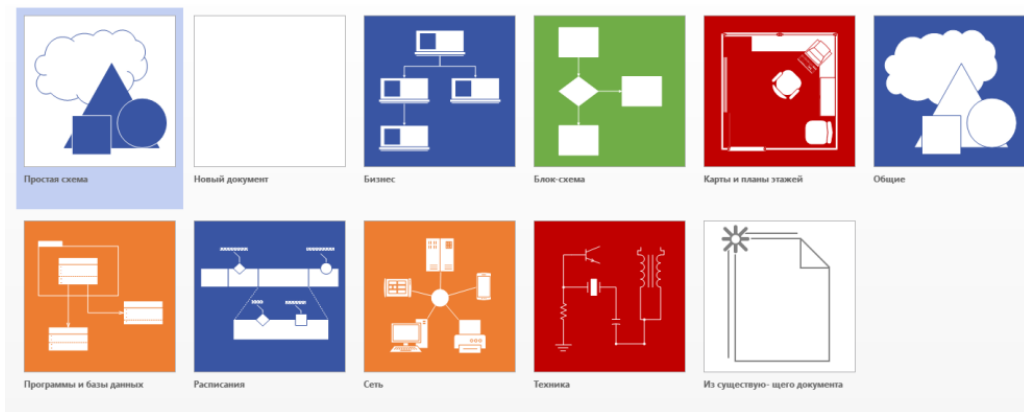 Простая схема
Новый документ
Бизнес
Блок-схема
Карты и планы этажей
Общие
Программы и базы данных
Расписания
Сеть
Техника
Из существую- щего документа